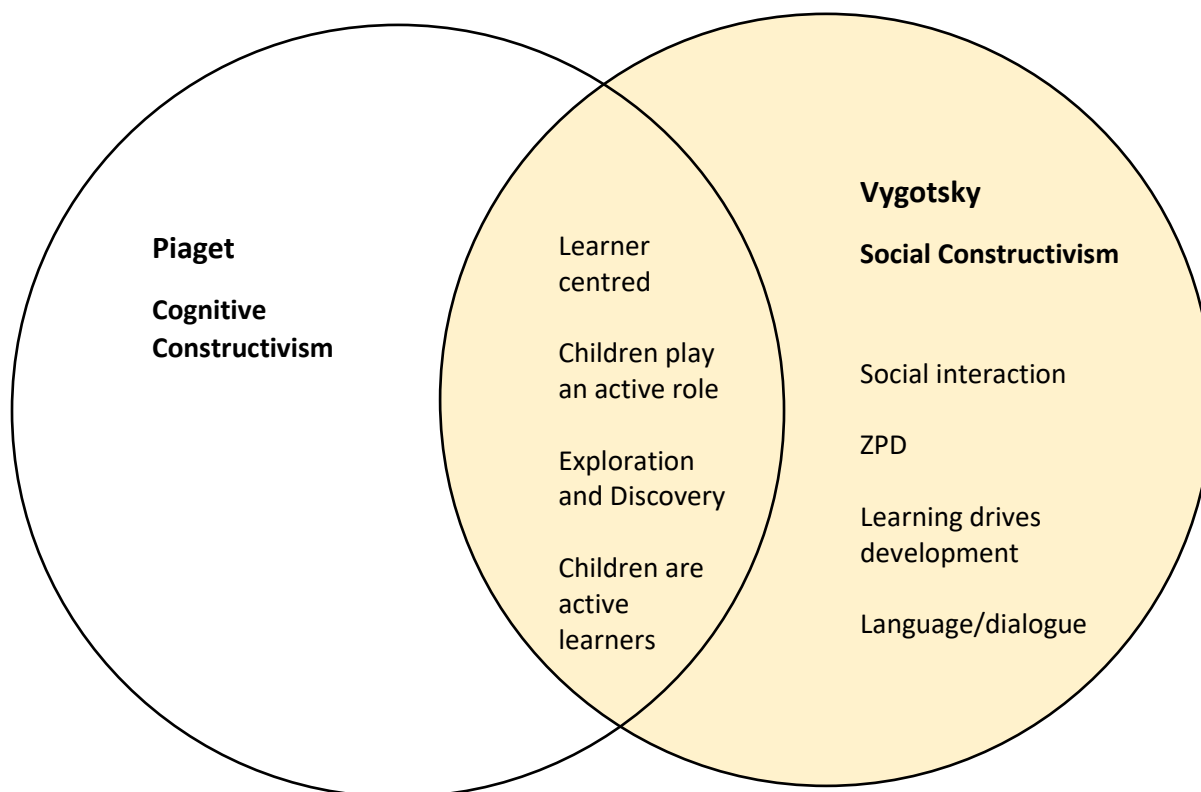 Piaget
Cognitive
Constructivism
Learner
centred
Children play
an active role
Exploration
and Discovery
Children are
active
learners
Vygotsky
Social Constructivism
Social interaction
ZPD
Learning drives
development
Language/dialogue